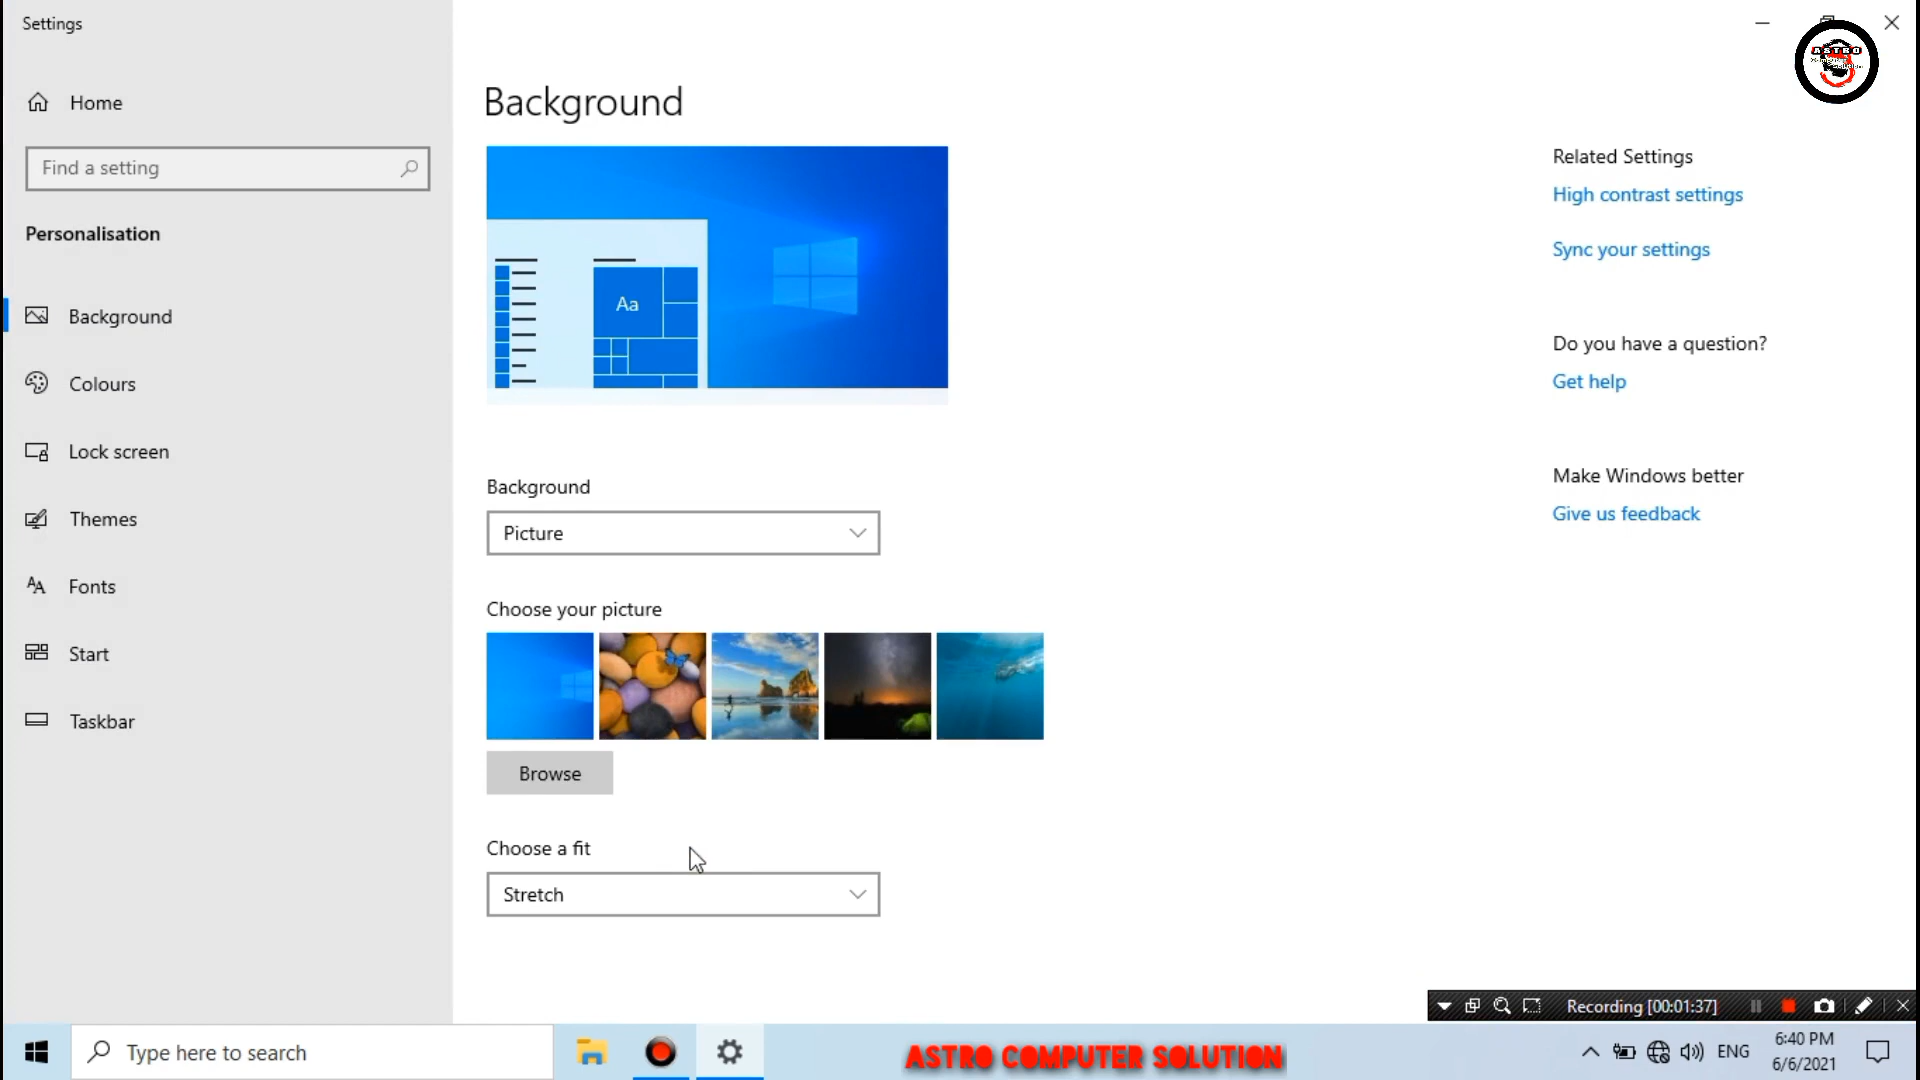 Settings
Home
Find a setting
Personalisation
Background
Colours
Lock screen
Themes
Fonts
Start
Taskbar
Background
Aa
Background
Picture
Choose your picture
Browse
Choose a fit
Stretch
Related Settings
High contrast settings
Sync your settings
Do you have a question?
Get help
Make Windows better
Give us feedback
ASTRO
Recording [00:01:37]
Type here to search
ASTRO COMPUTER SOLUTION
ENG
6:40 PM
6/6/2021